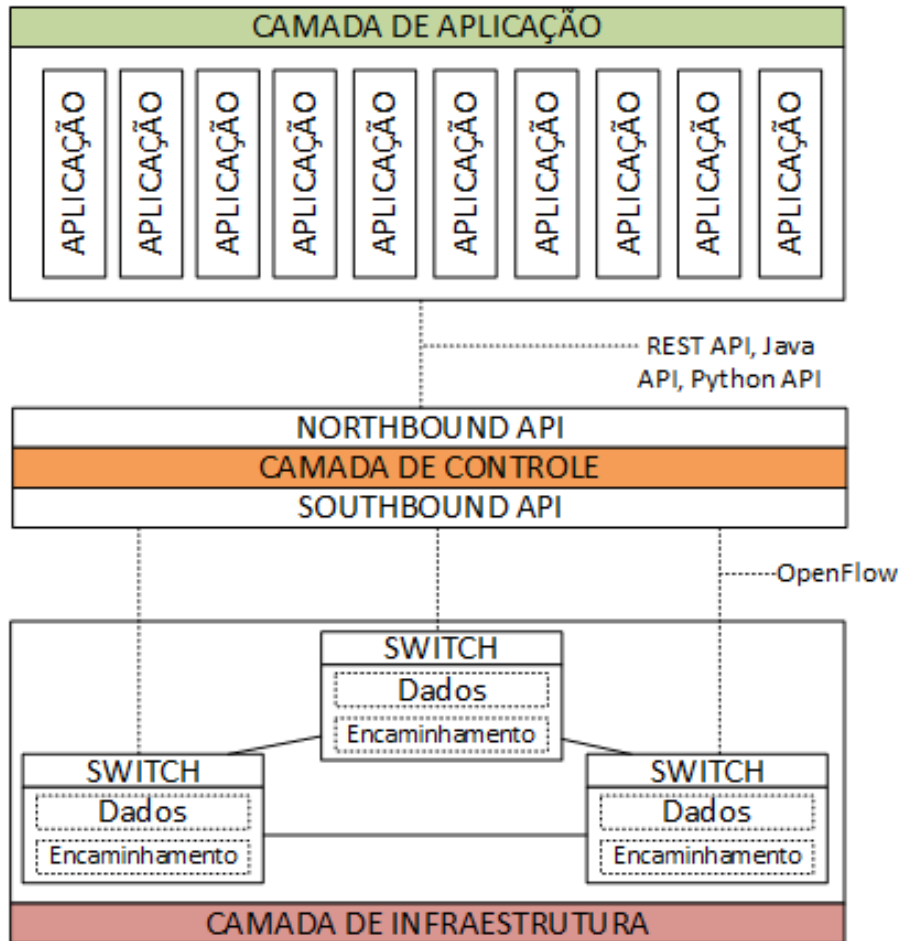 CAMADA DE APLICAÇÃO
APLICAÇÃO
APLICAÇÃO
APLICAÇÃO
APLICAÇÃO
APLICAÇÃO
APLICAÇÃO
APLICAÇÃO
APLICAÇÃO
APLICAÇÃO
APLICAÇÃO
REST API, Java
API, Python API
NORTHBOUND API
CAMADA DE CONTROLE
SOUTHBOUND API
OpenFlow
SWITCH
Dados
Encaminhamento
SWITCH
Dados
Encaminhamento
SWITCH
Dados
Encaminhamento
CAMADA DE INFRAESTRUTURA